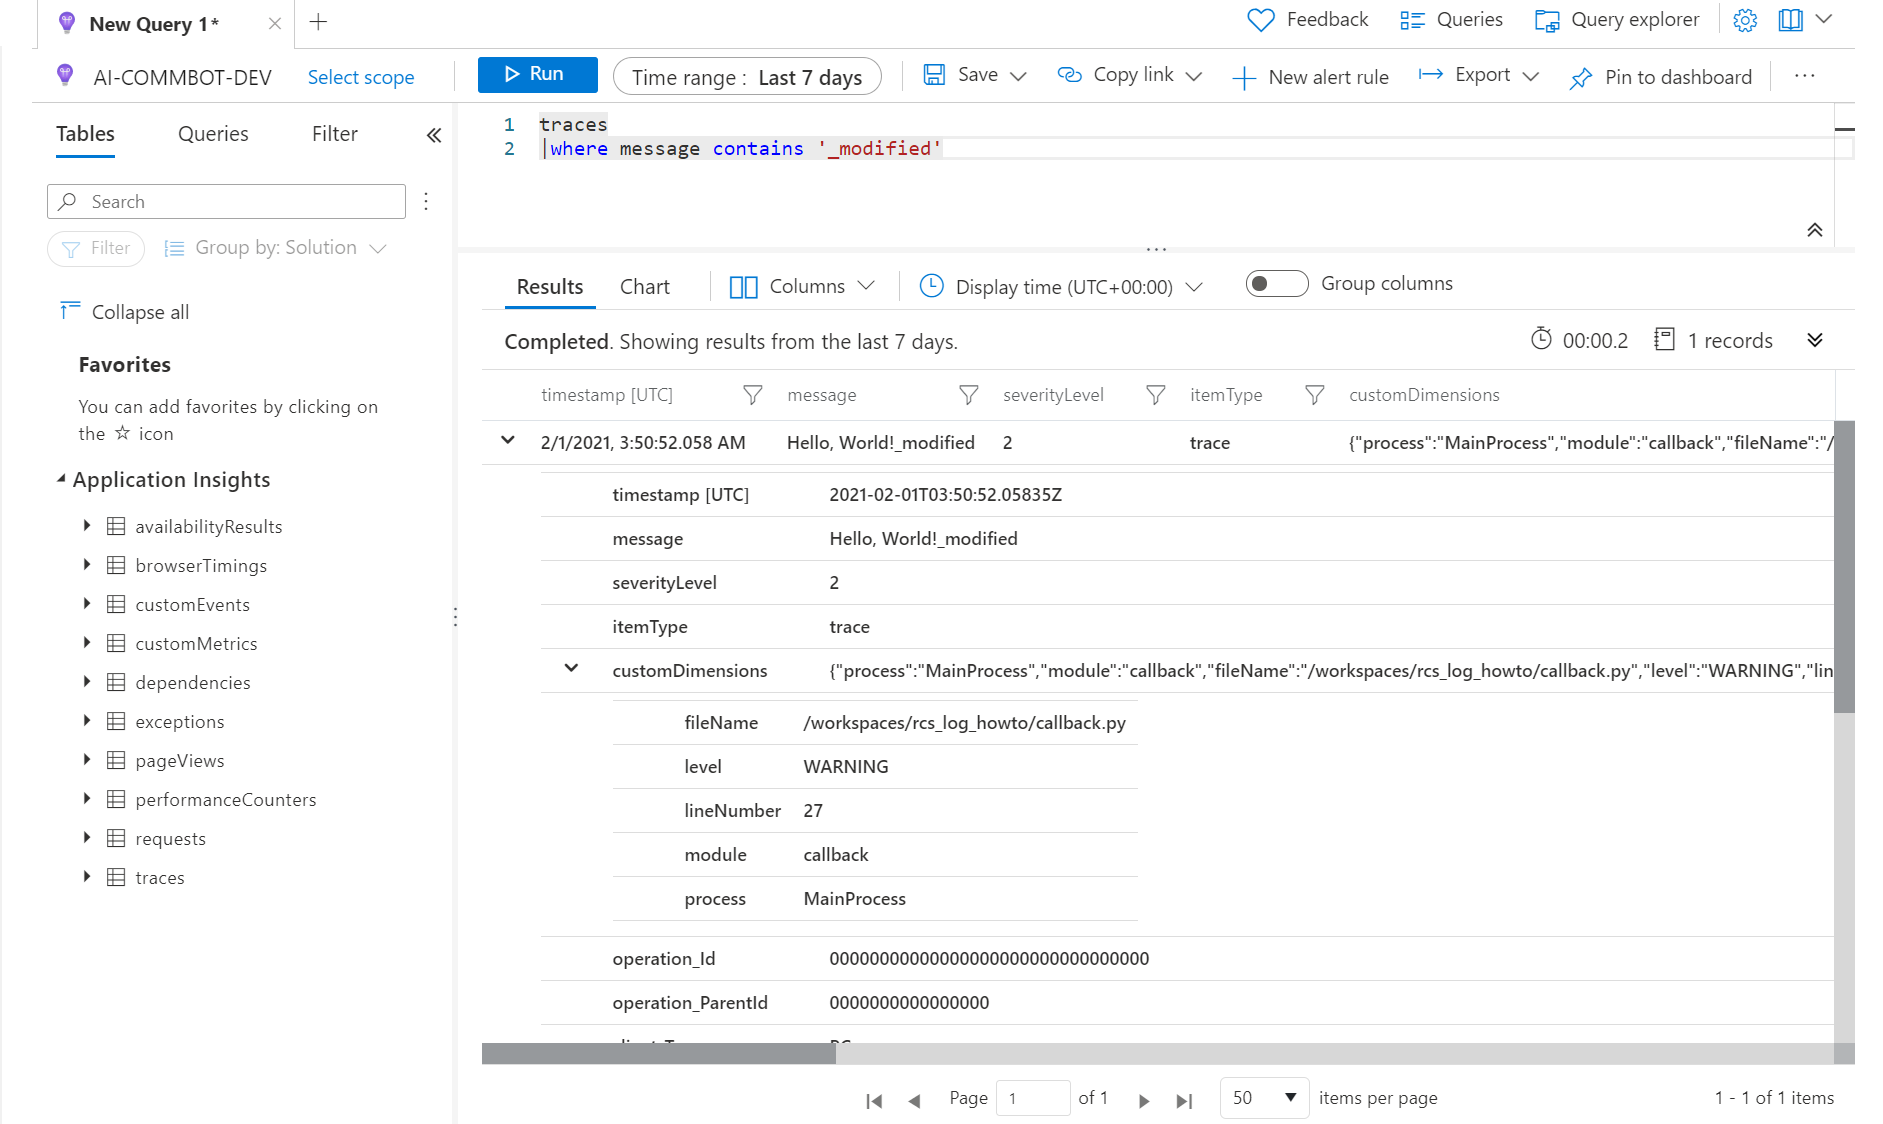 New Query 1*
Feedback
Queries
Query explorer
AI-COMMBOT-DEV
Select scope
Run
Time range : Last 7 days
Save
Copy link
New alert rule
Export
Pin to dashboard
Tables
Queries
Filter
Search
Filter
Group by: Solution
Collapse all
Favorites
You can add favorites by clicking on
the ☆ icon
Application Insights
availabilityResults
browserTimings
customEvents
customMetrics
dependencies
exceptions
pageViews
performanceCounters
requests
traces
1 traces
2 |where message contains '_modified'
Results
Chart
Columns
Display time (UTC+00:00)
Group columns
Completed. Showing results from the last 7 days.
00:00.2
1 records
timestamp [UTC] message severityLevel itemType customDimensions
2/1/2021, 3:50:52.058 AM Hello, World!_modified 2 trace {"process":"MainProcess","module":"callback","fileName":"/
timestamp [UTC] 2021-02-01T03:50:52.05835Z
message Hello, World!_modified
severityLevel 2
itemType trace
customDimensions {"process":"MainProcess","module":"callback","fileName":"/workspaces/rcs_log_howto/callback.py","level":"WARNING","lin
fileName /workspaces/rcs_log_howto/callback.py
level WARNING
lineNumber 27
module callback
process MainProcess
operation_Id 00000000000000000000000000000000
operation_ParentId 0000000000000000
Page 1 of 1
50 items per page
1 - 1 of 1 items